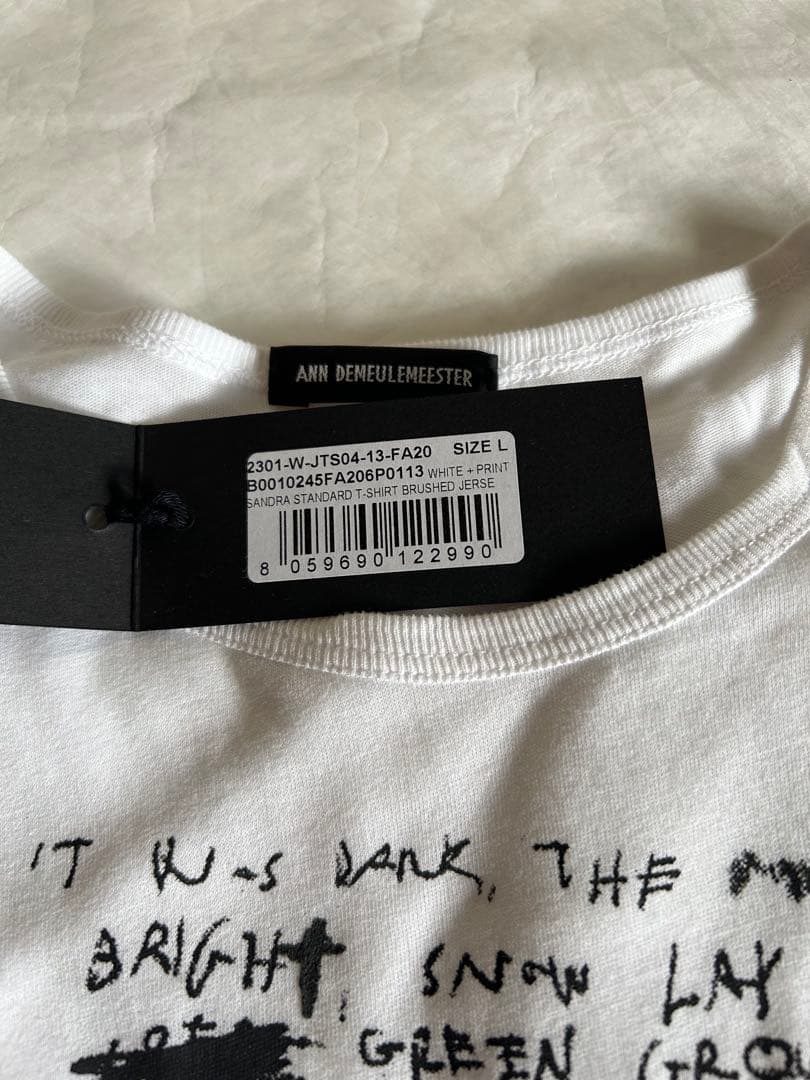 ANN DEMEULEMEESTER
2301-W-JTS04-13-FA20 SIZE L
B0010245FA206P0113 WHITE + PRINT
SANDRA STANDARD T-SHIRT BRUSHED JERSE
8 059690 122990
'T WAS DARK, THE
BRIGHT, SNOW LAY
GREEN GRO